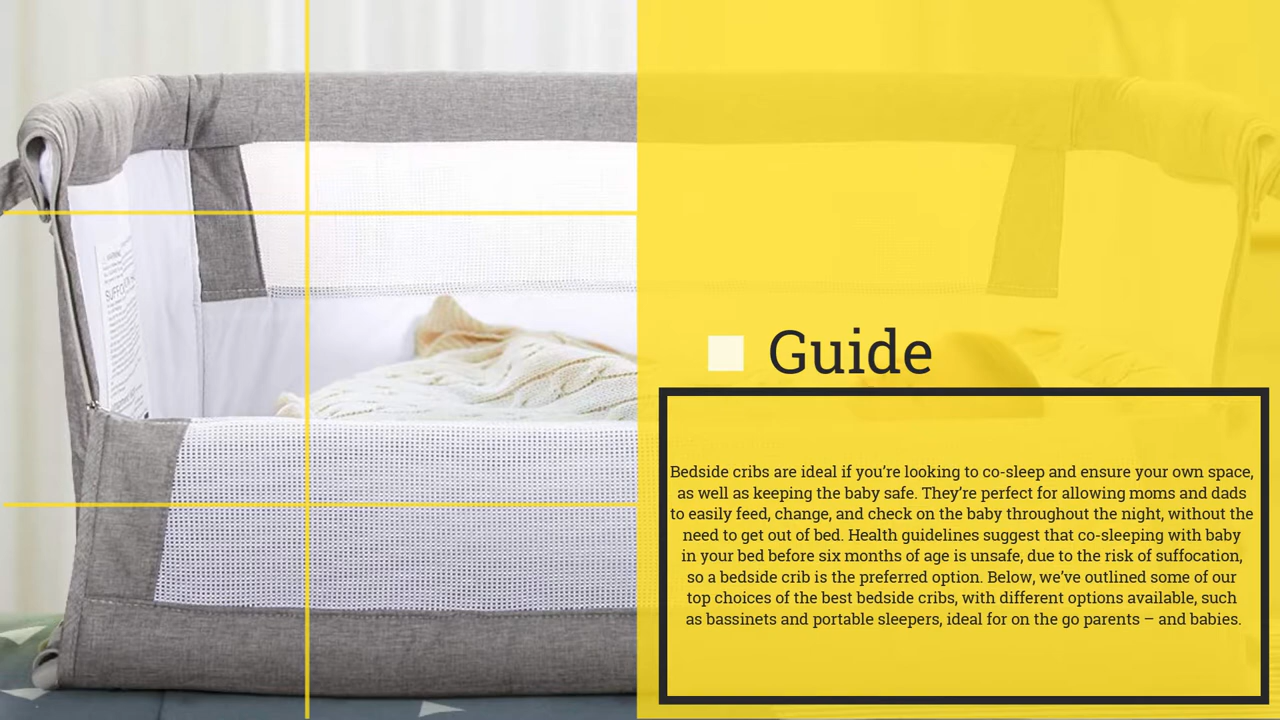 SUFFO
Guide
Bedside cribs are ideal if you’re looking to co-sleep and ensure your own space,
as well as keeping the baby safe. They’re perfect for allowing moms and dads
to easily feed, change, and check on the baby throughout the night, without the
need to get out of bed. Health guidelines suggest that co-sleeping with baby
in your bed before six months of age is unsafe, due to the risk of suffocation,
so a bedside crib is the preferred option. Below, we’ve outlined some of our
top choices of the best bedside cribs, with different options available, such
as bassinets and portable sleepers, ideal for on the go parents – and babies.